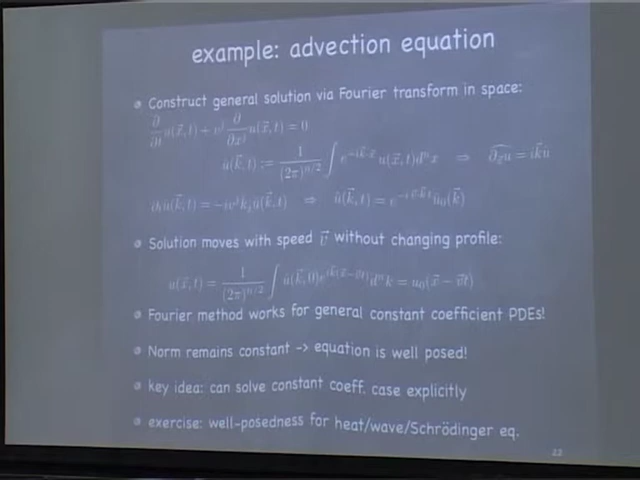 example: advection equation
Construct general solution via Fourier transform in space:
∂/∂t u(x⃗,t) + v^j ∂/∂x^j u(x⃗,t) = 0
û(k⃗,t) := 1/(2π)^{n/2} ∫ e^{-ik⃗·x⃗} u(x⃗,t) d^n x ⇒ ∂_x⃗ u = ik⃗ û
û(k⃗,t) = -iv^j k_j û(k⃗,t) ⇒ û(k⃗,t) = e^{-iv⃗·k⃗t} û_0(k⃗)
Solution moves with speed v⃗ without changing profile:
u(x⃗,t) = 1/(2π)^{n/2} ∫ û(k⃗,0) e^{ik⃗(x⃗-v⃗t)} d^n k = u_0(x⃗ - v⃗t)
Fourier method works for general constant coefficient PDEs!
Norm remains constant -> equation is well posed!
key idea: can solve constant coeff. case explicitly
exercise: well-posedness for heat/wave/Schrödinger eq.
22